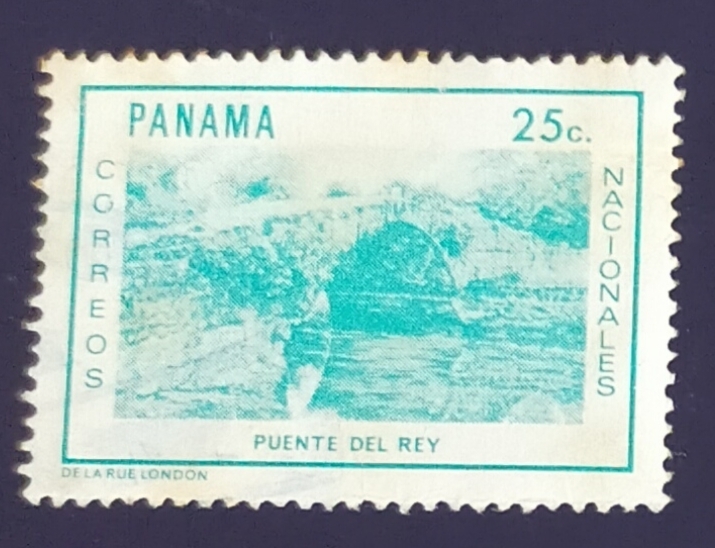 PANAMA
25c.
CORREOS
NACIONALES
PUENTE DEL REY
DE LA RUE LONDON